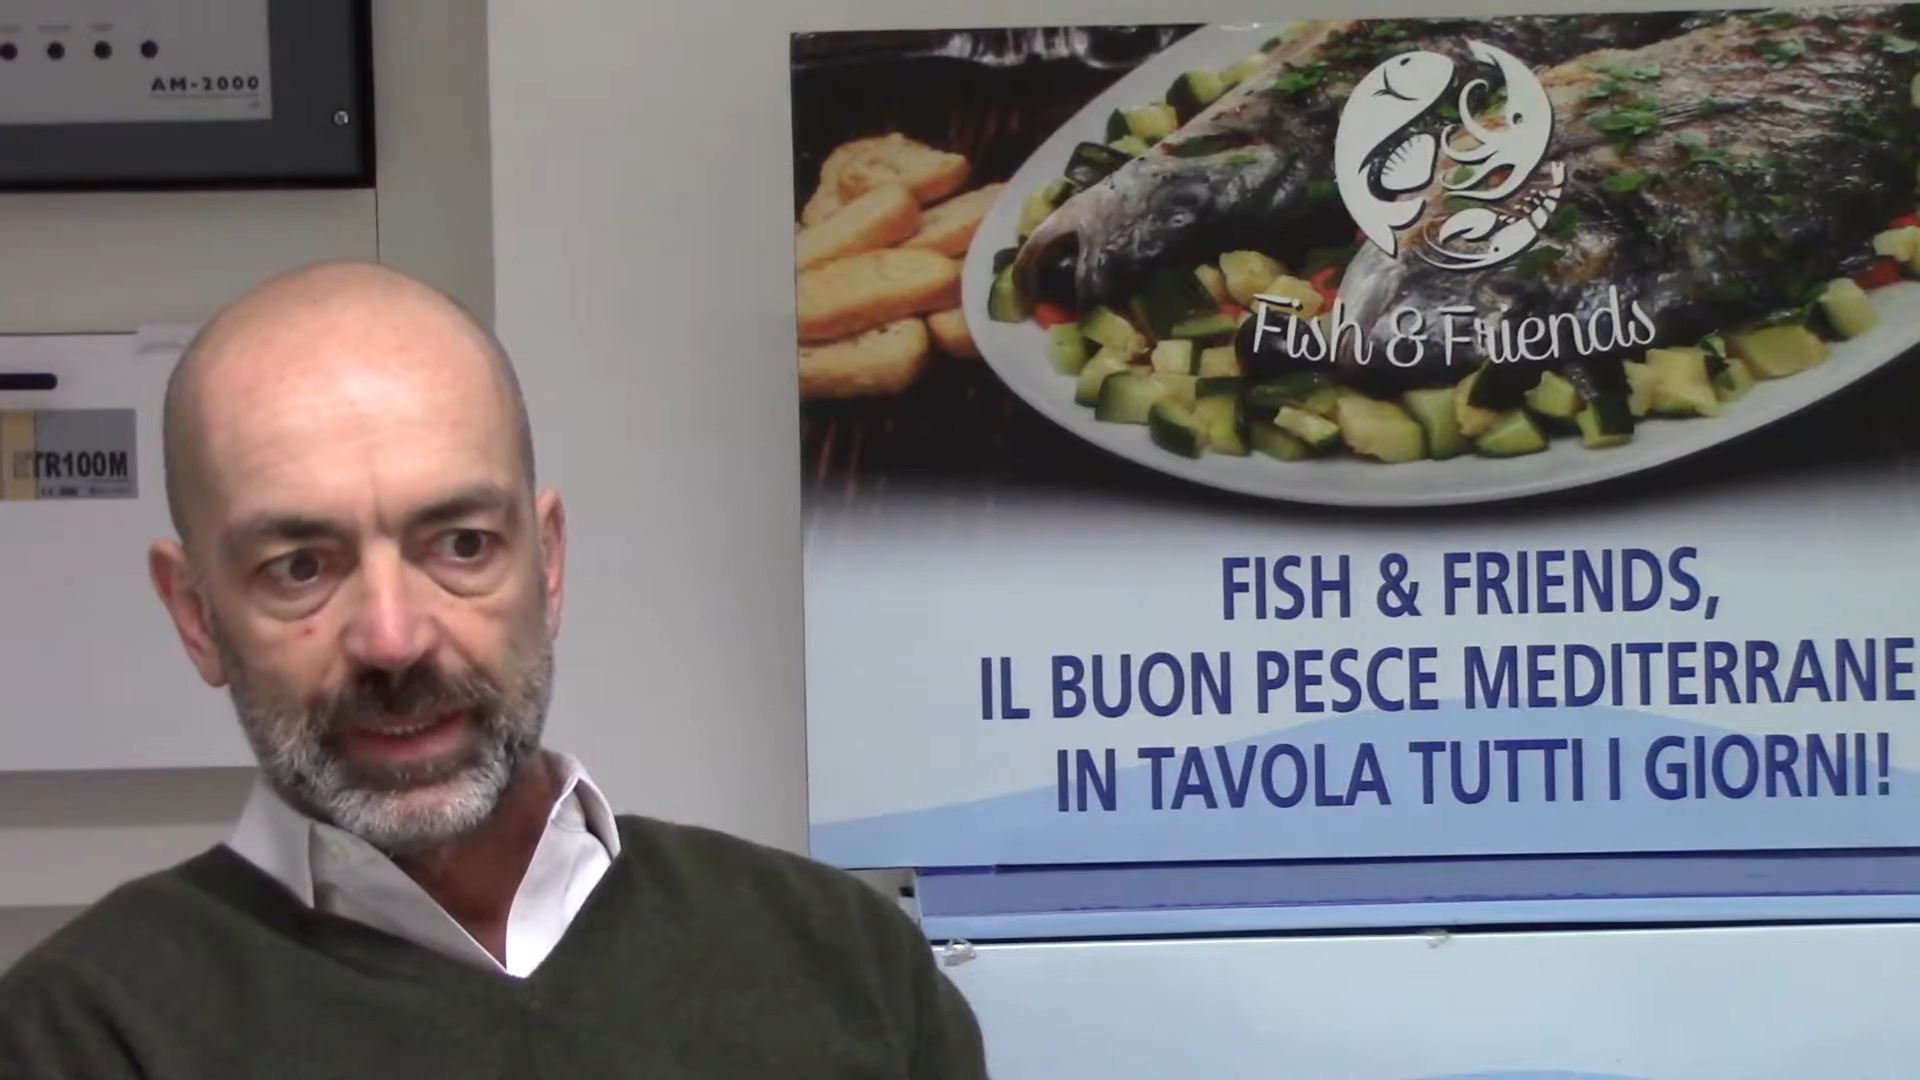 AM-2000
TR100M
Fish & Friends
FISH & FRIENDS,
IL BUON PESCE MEDITERRANE
IN TAVOLA TUTTI I GIORNI!